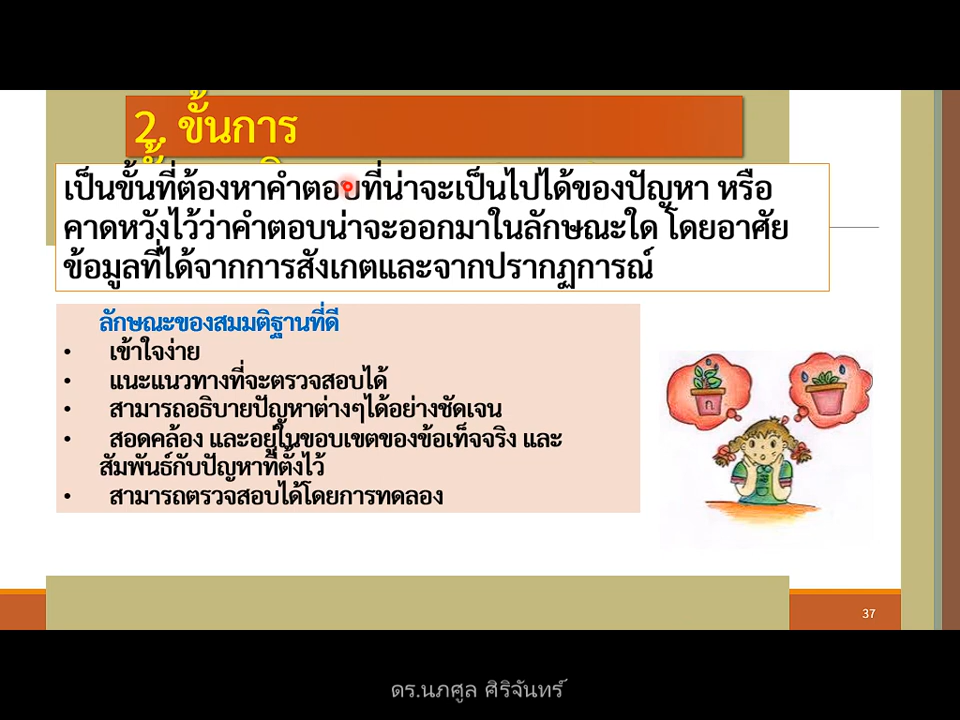 2. ขั้นการ
เป็นขั้นที่ต้องหาคำตอบที่น่าจะเป็นไปได้ของปัญหา หรือ
คาดหวังไว้ว่าคำตอบน่าจะออกมาในลักษณะใด โดยอาศัย
ข้อมูลที่ได้จากการสังเกตและจากปรากฏการณ์
ลักษณะของสมมติฐานที่ดี
• เข้าใจง่าย
• แนะแนวทางที่จะตรวจสอบได้
• สามารถอธิบายปัญหาต่างๆได้อย่างชัดเจน
• สอดคล้อง และอยู่ในขอบเขตของข้อเท็จจริง และ
สัมพันธ์กับปัญหาที่ตั้งไว้
• สามารถตรวจสอบได้โดยการทดลอง
ก
37
ดร.นภศูล ศิริจันทร์